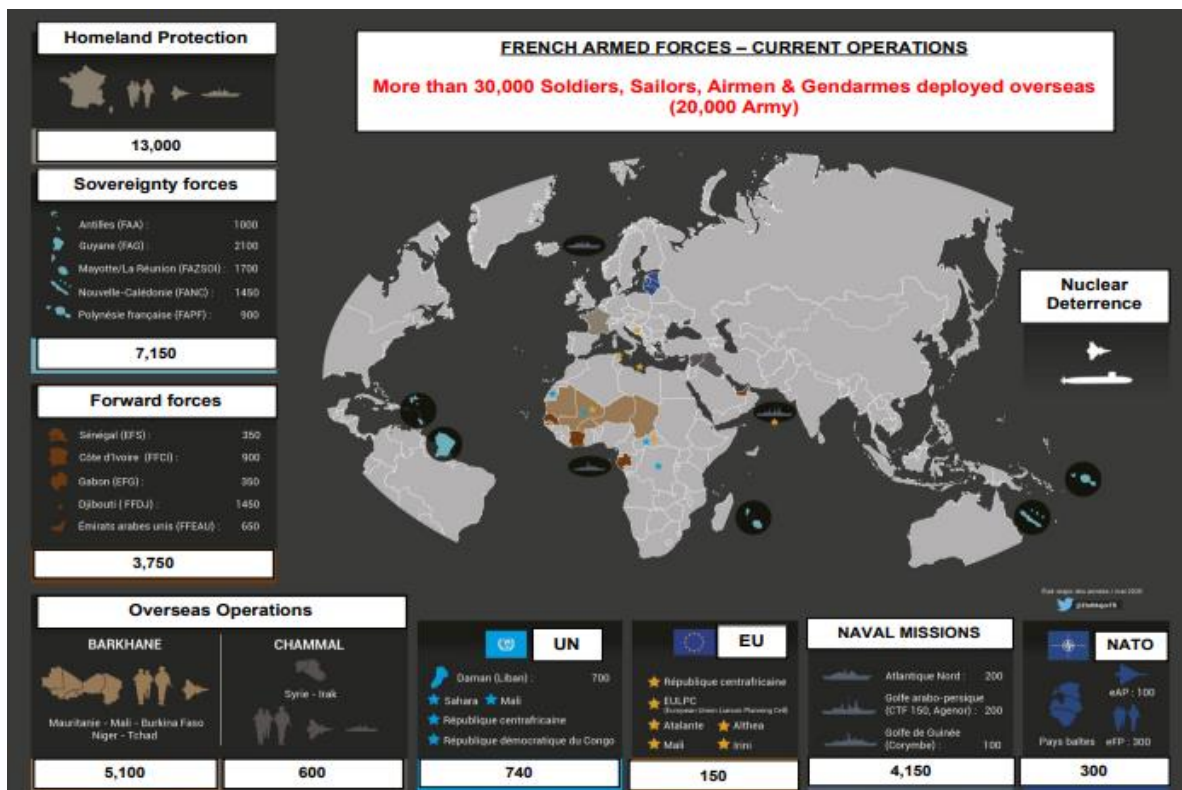 Homeland Protection
13,000
Sovereignty forces
Antilles (FAA) : 1000
Guyane (FAG) : 2100
Mayotte/La Réunion (FAZSOI) : 1700
Nouvelle-Calédonie (FANC) : 1450
Polynésie française (FAPF) : 900
7,150
Forward forces
Sénégal (EFS) : 350
Côte d'Ivoire (FFCI) : 900
Gabon (EFG) : 350
Djibouti (FFDJ) : 1450
Émirats arabes unis (FFEAU) : 650
3,750
FRENCH ARMED FORCES – CURRENT OPERATIONS
More than 30,000 Soldiers, Sailors, Airmen & Gendarmes deployed overseas
(20,000 Army)
Nuclear
Deterrence
Overseas Operations
BARKHANE
Mauritanie - Mali - Burkina Faso
Niger - Tchad
5,100
CHAMMAL
Syrie - Irak
600
UN
Daman (Liban) : 700
Sahara Mali
République centrafricaine
République démocratique du Congo
740
EU
République centrafricaine
EULPC
Atalante Althea
Mali Irini
150
NAVAL MISSIONS
Atlantique Nord : 200
Golfe arabo-persique
(CTF 150, Agenor) : 200
Golfe de Guinée
(Corymbe) : 100
4,150
NATO
eAP : 100
Pays baltes eFP : 300
300